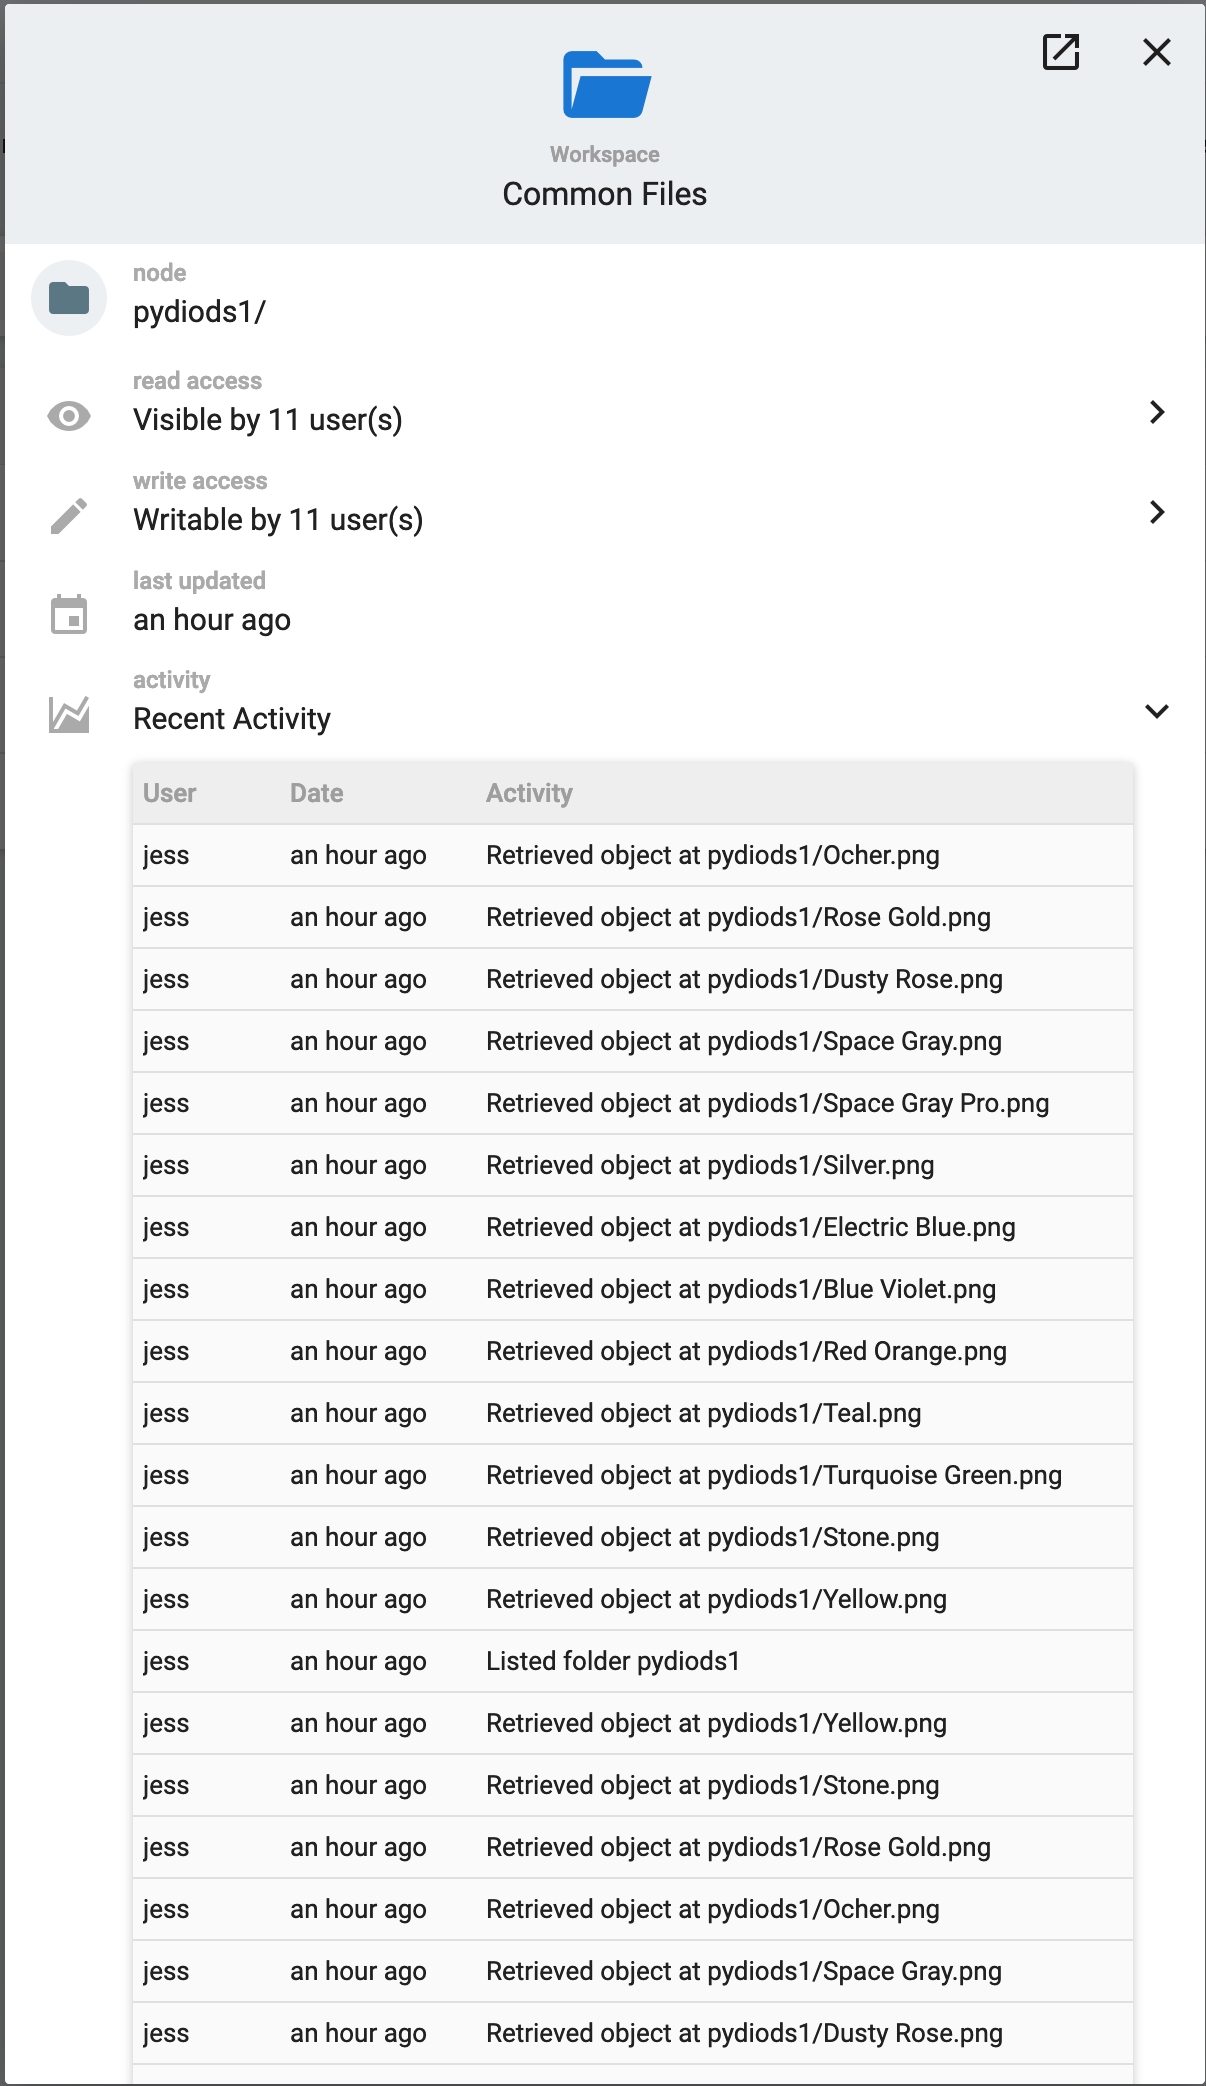 Workspace
Common Files
node
pydiods1/
read access
Visible by 11 user(s)
write access
Writable by 11 user(s)
last updated
an hour ago
activity
Recent Activity
User Date Activity
jess an hour ago Retrieved object at pydiods1/Ocher.png
jess an hour ago Retrieved object at pydiods1/Rose Gold.png
jess an hour ago Retrieved object at pydiods1/Dusty Rose.png
jess an hour ago Retrieved object at pydiods1/Space Gray.png
jess an hour ago Retrieved object at pydiods1/Space Gray Pro.png
jess an hour ago Retrieved object at pydiods1/Silver.png
jess an hour ago Retrieved object at pydiods1/Electric Blue.png
jess an hour ago Retrieved object at pydiods1/Blue Violet.png
jess an hour ago Retrieved object at pydiods1/Red Orange.png
jess an hour ago Retrieved object at pydiods1/Teal.png
jess an hour ago Retrieved object at pydiods1/Turquoise Green.png
jess an hour ago Retrieved object at pydiods1/Stone.png
jess an hour ago Retrieved object at pydiods1/Yellow.png
jess an hour ago Listed folder pydiods1
jess an hour ago Retrieved object at pydiods1/Yellow.png
jess an hour ago Retrieved object at pydiods1/Stone.png
jess an hour ago Retrieved object at pydiods1/Rose Gold.png
jess an hour ago Retrieved object at pydiods1/Ocher.png
jess an hour ago Retrieved object at pydiods1/Space Gray.png
jess an hour ago Retrieved object at pydiods1/Dusty Rose.png